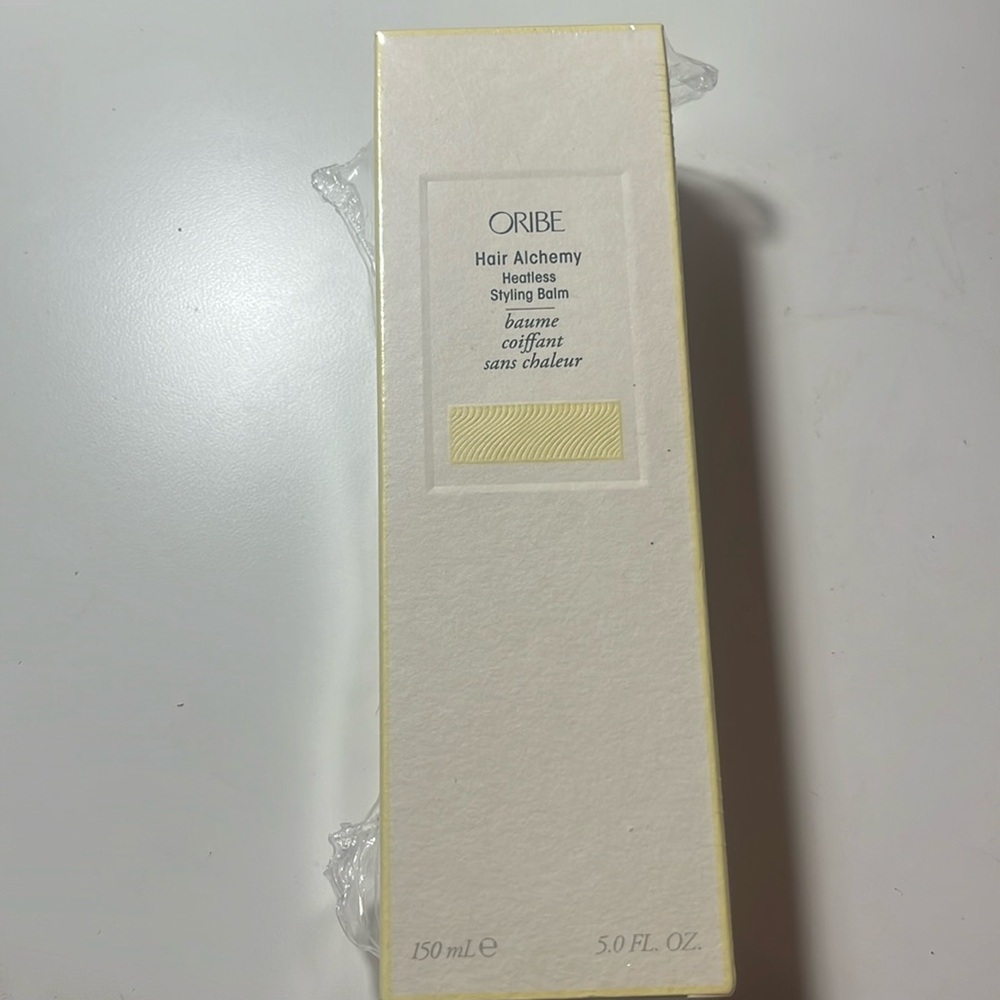 ORIBE
Hair Alchemy
Heatless
Styling Balm
baume
coiffant
sans chaleur
150 mL ℮
5.0 FL. OZ.